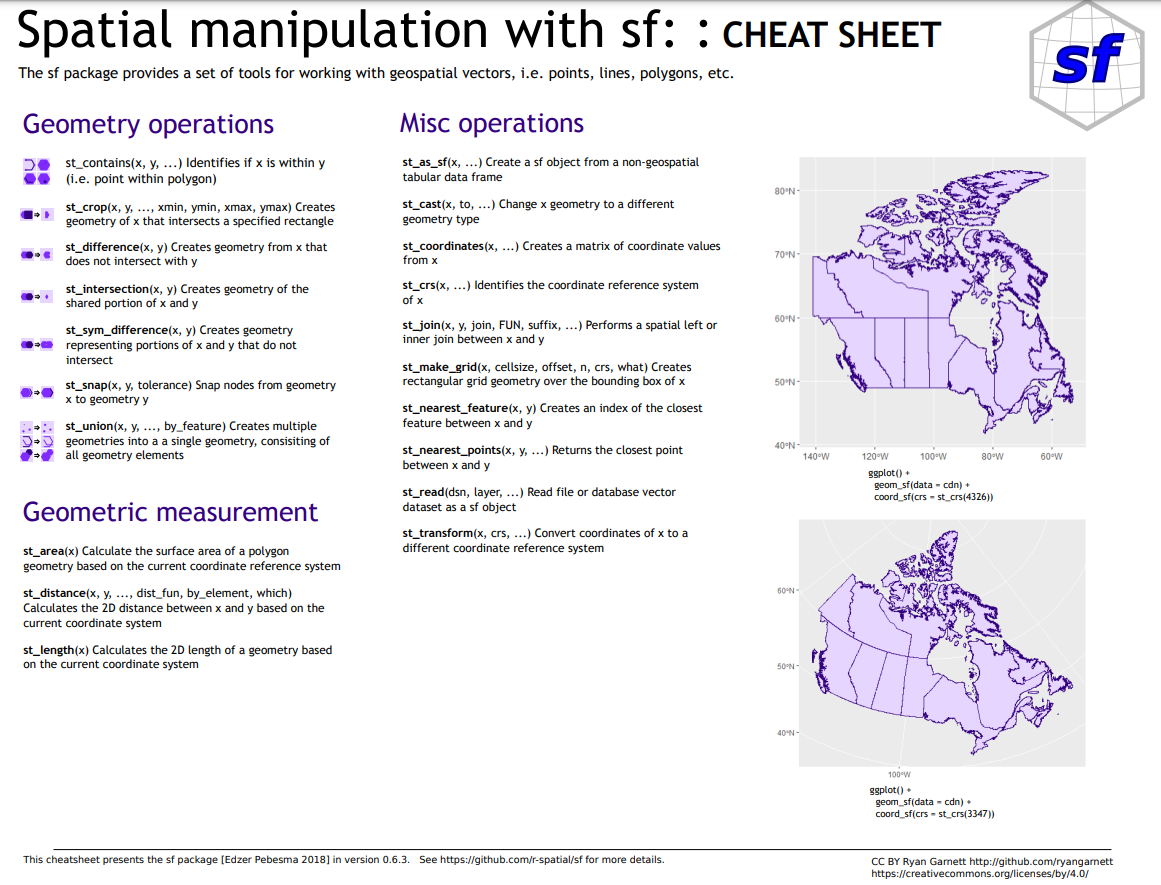 Spatial manipulation with sf: : CHEAT SHEET
The sf package provides a set of tools for working with geospatial vectors, i.e. points, lines, polygons, etc.
sf
Geometry operations
st_contains(x, y, ...) Identifies if x is within y
(i.e. point within polygon)
st_crop(x, y, ..., xmin, ymin, xmax, ymax) Creates
geometry of x that intersects a specified rectangle
st_difference(x, y) Creates geometry from x that
does not intersect with y
st_intersection(x, y) Creates geometry of the
shared portion of x and y
st_sym_difference(x, y) Creates geometry
representing portions of x and y that do not
intersect
st_snap(x, y, tolerance) Snap nodes from geometry
x to geometry y
st_union(x, y, ..., by_feature) Creates multiple
geometries into a a single geometry, consisiting of
all geometry elements
Geometric measurement
st_area(x) Calculate the surface area of a polygon
geometry based on the current coordinate reference system
st_distance(x, y, ..., dist_fun, by_element, which)
Calculates the 2D distance between x and y based on the
current coordinate system
st_length(x) Calculates the 2D length of a geometry based
on the current coordinate system
Misc operations
st_as_sf(x, ...) Create a sf object from a non-geospatial
tabular data frame
st_cast(x, to, ...) Change x geometry to a different
geometry type
st_coordinates(x, ...) Creates a matrix of coordinate values
from x
st_crs(x, ...) Identifies the coordinate reference system
of x
st_join(x, y, join, FUN, suffix, ...) Performs a spatial left or
inner join between x and y
st_make_grid(x, cellsize, offset, n, crs, what) Creates
rectangular grid geometry over the bounding box of x
st_nearest_feature(x, y) Creates an index of the closest
feature between x and y
st_nearest_points(x, y, ...) Returns the closest point
between x and y
st_read(dsn, layer, ...) Read file or database vector
dataset as a sf object
st_transform(x, crs, ...) Convert coordinates of x to a
different coordinate reference system
80°N
70°N
60°N
50°N
40°N
140°W 120°W 100°W 80°W 60°W
ggplot() +
geom_sf(data = cdn) +
coord_sf(crs = st_crs(4326))
60°N
50°N
40°N
100°W
ggplot() +
geom_sf(data = cdn) +
coord_sf(crs = st_crs(3347))
This cheatsheet presents the sf package [Edzer Pebesma 2018] in version 0.6.3. See https://github.com/r-spatial/sf for more details.
CC BY Ryan Garnett http://github.com/ryangarnett
https://creativecommons.org/licenses/by/4.0/